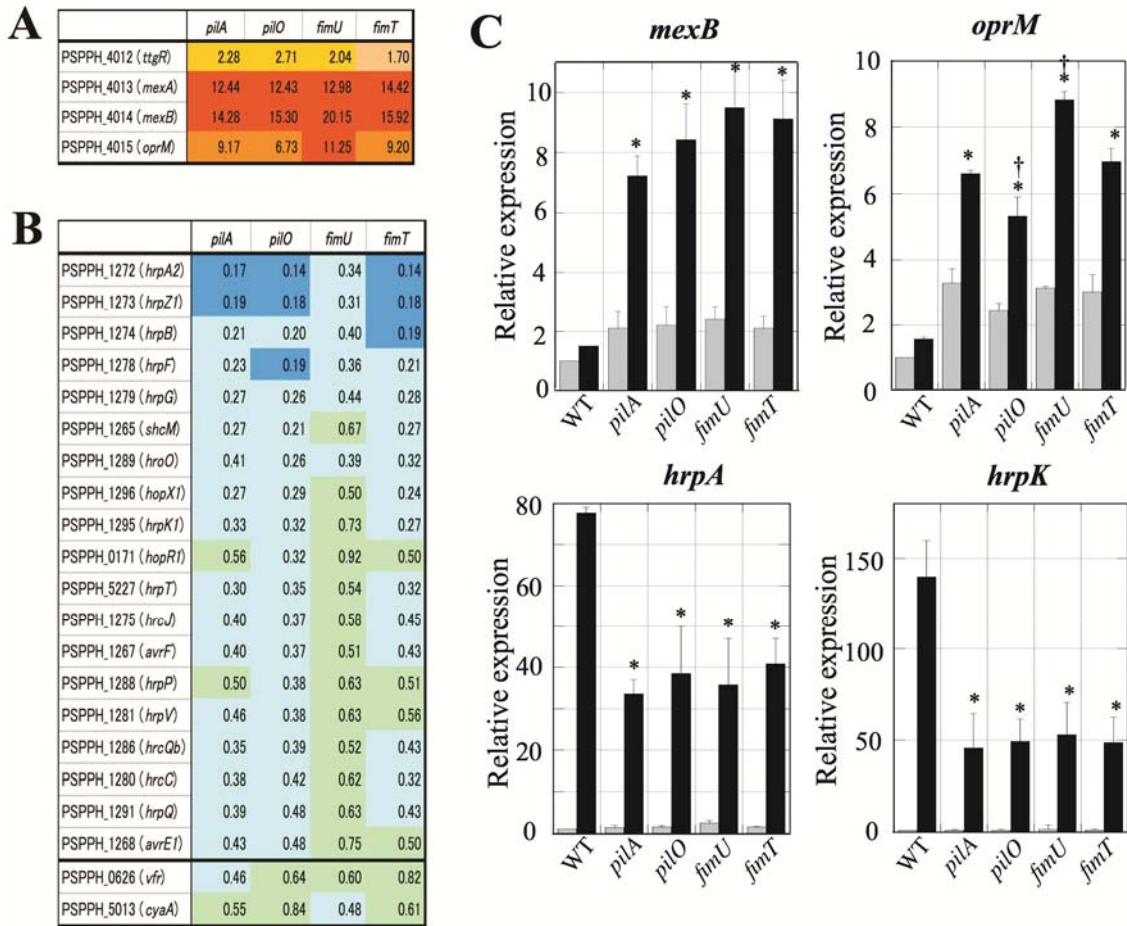 A
pilA pilO fimU fimT
PSPPH_4012 (ttgR) 2.28 2.71 2.04 1.70
PSPPH_4013 (mexA) 12.44 12.43 12.98 14.42
PSPPH_4014 (mexB) 14.28 15.30 20.15 15.92
PSPPH_4015 (oprM) 9.17 6.73 11.25 9.20
B
pilA pilO fimU fimT
PSPPH_1272 (hrpA2) 0.17 0.14 0.34 0.14
PSPPH_1273 (hrpZ1) 0.19 0.18 0.31 0.18
PSPPH_1274 (hrpB) 0.21 0.20 0.40 0.19
PSPPH_1278 (hrpF) 0.23 0.19 0.36 0.21
PSPPH_1279 (hrpG) 0.27 0.26 0.44 0.28
PSPPH_1265 (shcM) 0.27 0.21 0.67 0.27
PSPPH_1289 (hroO) 0.41 0.26 0.39 0.32
PSPPH_1296 (hopX1) 0.27 0.29 0.50 0.24
PSPPH_1295 (hrpK1) 0.33 0.32 0.73 0.27
PSPPH_0171 (hopR1) 0.56 0.32 0.92 0.50
PSPPH_5227 (hrpT) 0.30 0.35 0.54 0.32
PSPPH_1275 (hrcJ) 0.40 0.37 0.58 0.45
PSPPH_1267 (avrF) 0.40 0.37 0.51 0.43
PSPPH_1288 (hrpP) 0.50 0.38 0.63 0.51
PSPPH_1281 (hrpV) 0.46 0.38 0.63 0.56
PSPPH_1286 (hrcQb) 0.35 0.39 0.52 0.43
PSPPH_1280 (hrcC) 0.38 0.42 0.62 0.32
PSPPH_1291 (hrpQ) 0.39 0.48 0.63 0.43
PSPPH_1268 (avrE1) 0.43 0.48 0.75 0.50
PSPPH_0626 (vfr) 0.46 0.64 0.60 0.82
PSPPH_5013 (cyaA) 0.55 0.84 0.48 0.61
C
mexB
Relative expression
10
8
6
4
2
0
* * * *
WT pilA pilO fimU fimT
oprM
Relative expression
10
8
6
4
2
0
† †
* * * *
WT pilA pilO fimU fimT
hrpA
Relative expression
80
60
40
20
0
* * * *
WT pilA pilO fimU fimT
hrpK
Relative expression
150
100
50
0
* * * *
WT pilA pilO fimU fimT